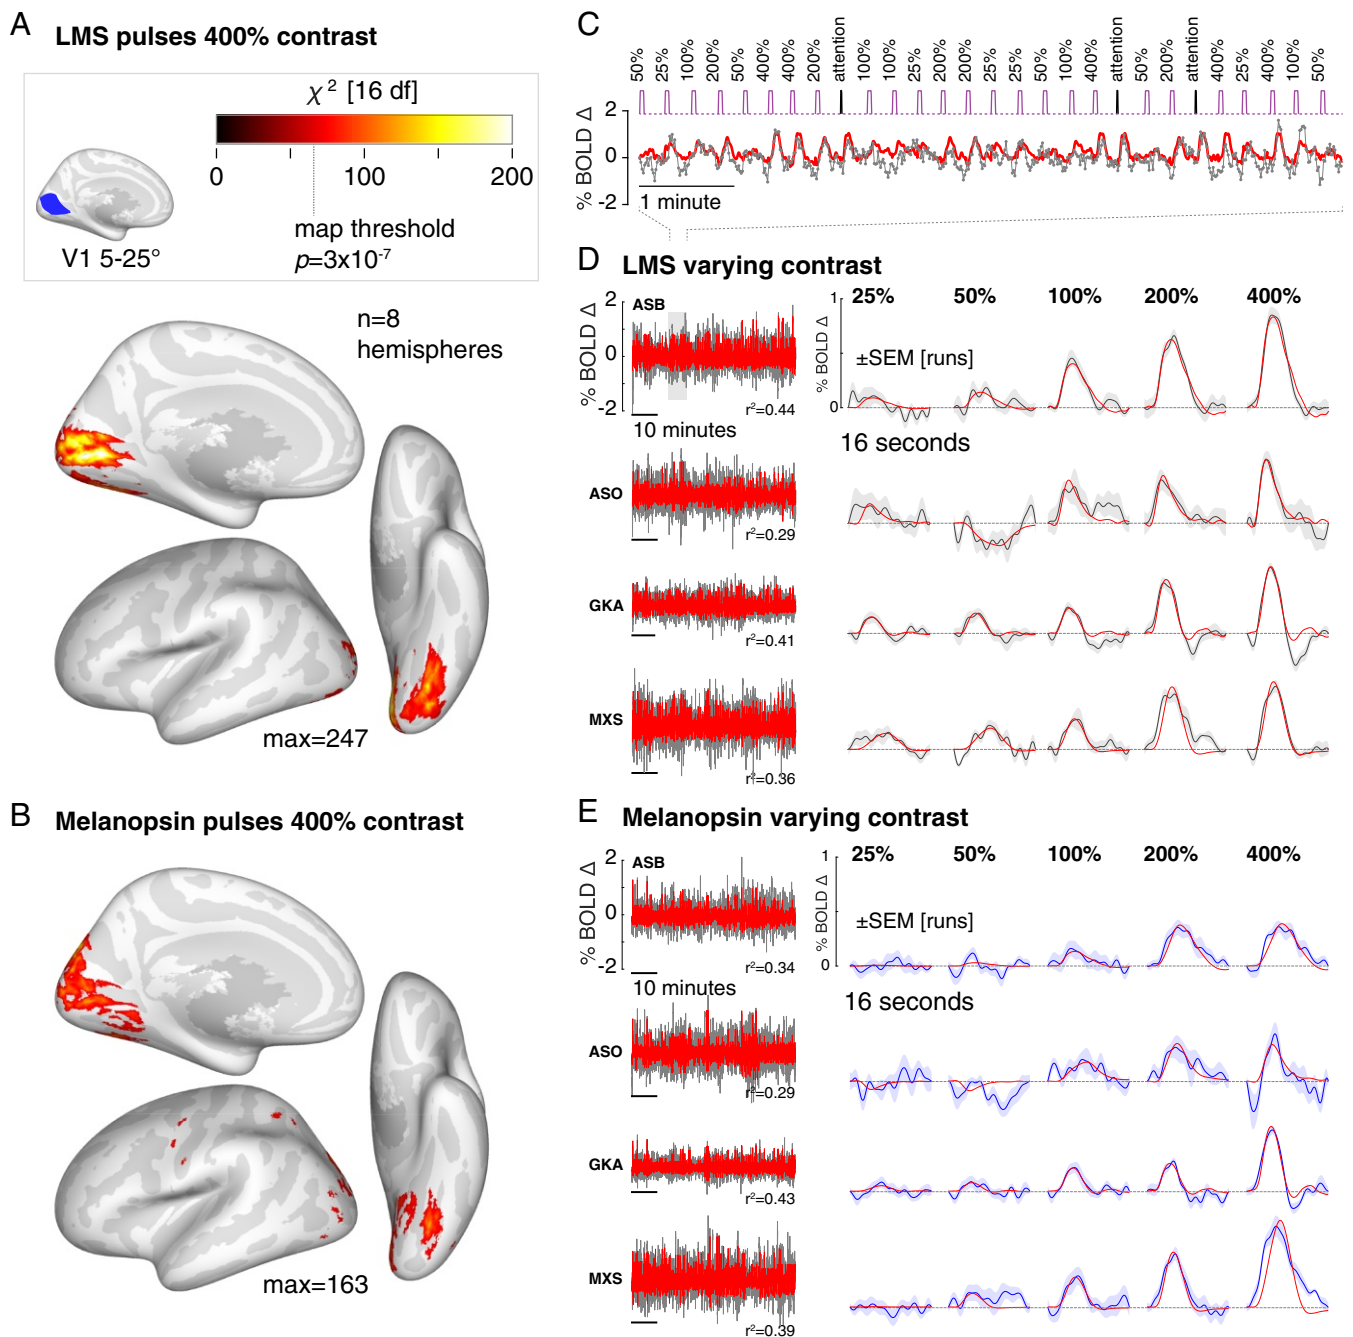 A
LMS pulses 400% contrast
χ² [16 df]
0 100 200
map threshold
p=3x10⁻⁷
V1 5-25°
n=8
hemispheres
max=247
B
Melanopsin pulses 400% contrast
max=163
C
50% 25% 100% 200% 50% 400% 400% 200% attention 100% 100% 25% 200% 200% 25% 25% 50% 100% 400% attention 50% 200% attention 400% 25% 400% 100% 50%
% BOLD Δ
2
0
-2
1 minute
D
LMS varying contrast
25% 50% 100% 200% 400%
% BOLD Δ
2
0
-2
ASB
r²=0.44
10 minutes
% BOLD Δ
1
0
±SEM [runs]
16 seconds
ASO
r²=0.29
GKA
r²=0.41
MXS
r²=0.36
E
Melanopsin varying contrast
25% 50% 100% 200% 400%
% BOLD Δ
2
0
-2
ASB
r²=0.34
10 minutes
% BOLD Δ
1
0
±SEM [runs]
16 seconds
ASO
r²=0.29
GKA
r²=0.43
MXS
r²=0.39